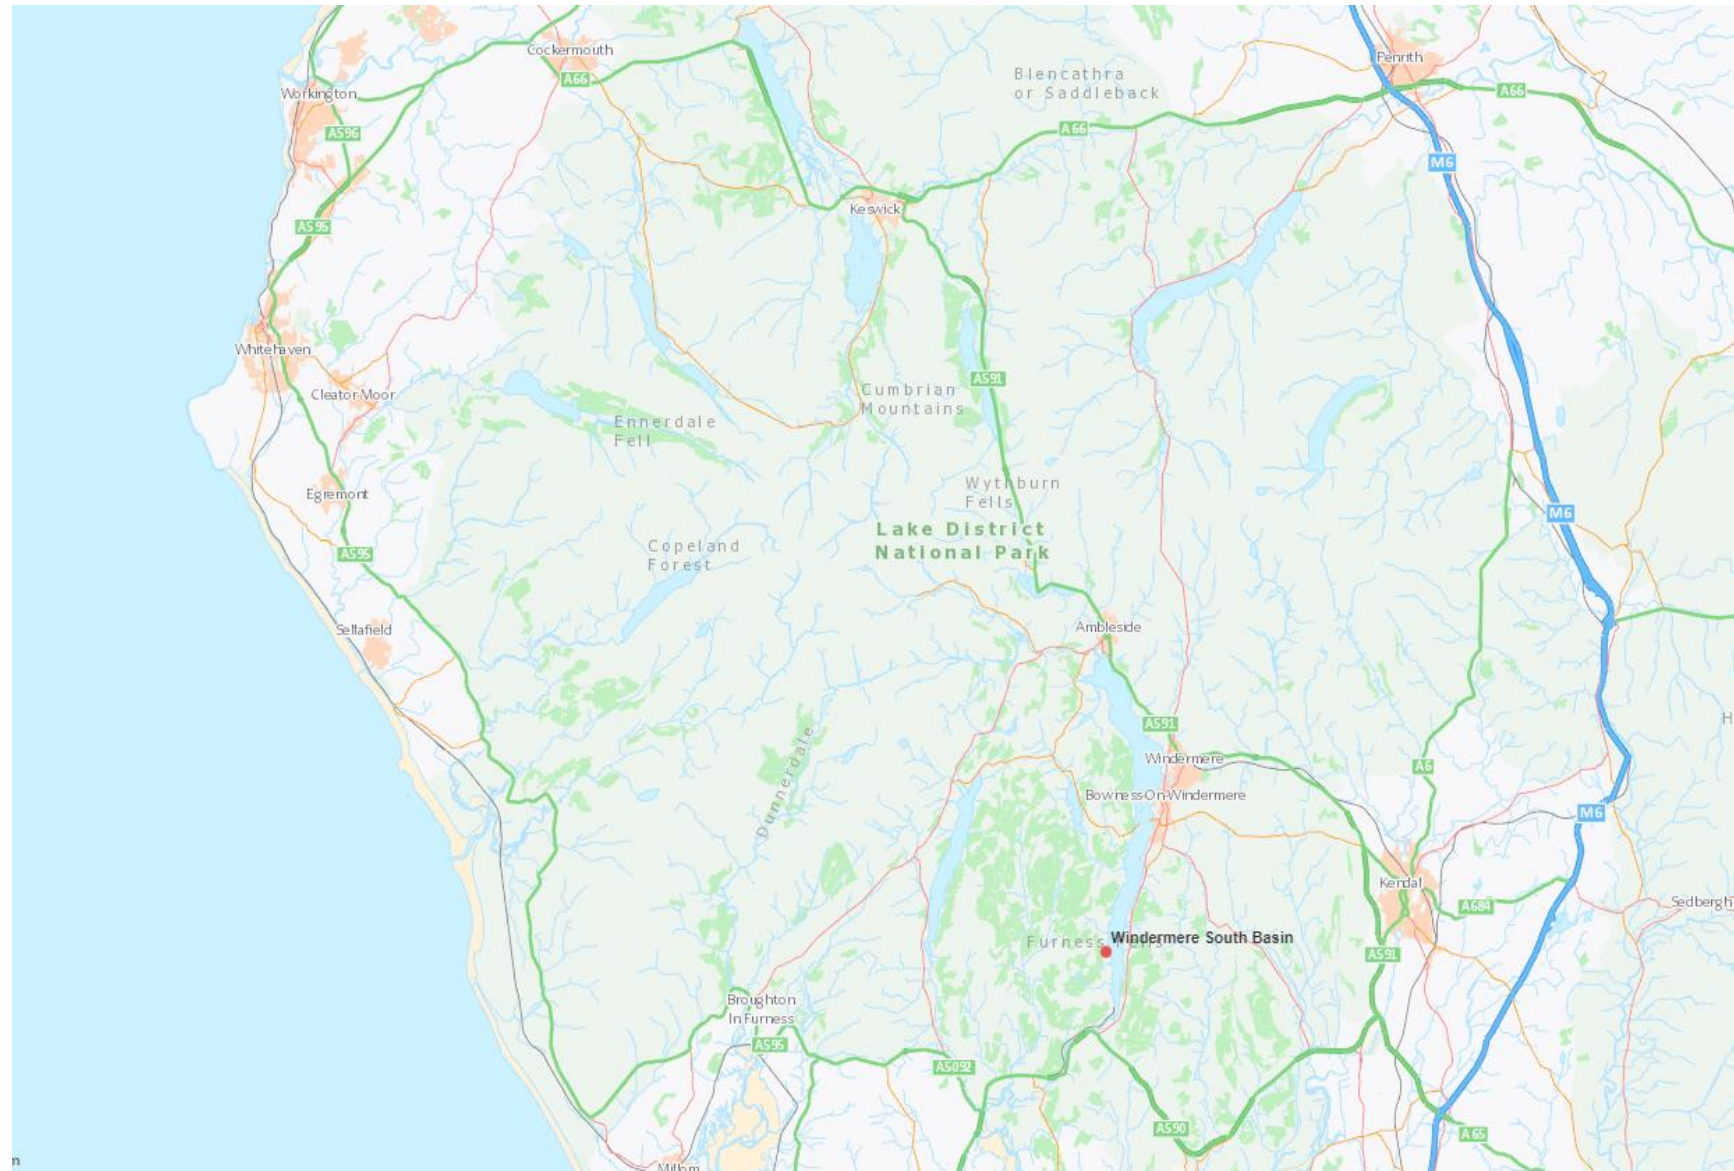 Cockermouth
Penrith
Blencathra
or Saddleback
A66
A66
Workington
A596
A66
M6
Keswick
A595
Whitehaven
A591
Cleator Moor
Cumbrian
Mountains
Ennerdale
Fell
Wythburn
Fells
Egremont
M6
Lake District
National Park
Copeland
Forest
A595
Sellafield
Ambleside
A591
H
Windermere
A6
Dunnerdale
Bowness-On-Windermere
M6
Kendal
A684
Sedbergh
Furness Fells
Windermere South Basin
A591
Broughton
In Furness
A595
A5092
A590
A65
Millom
m